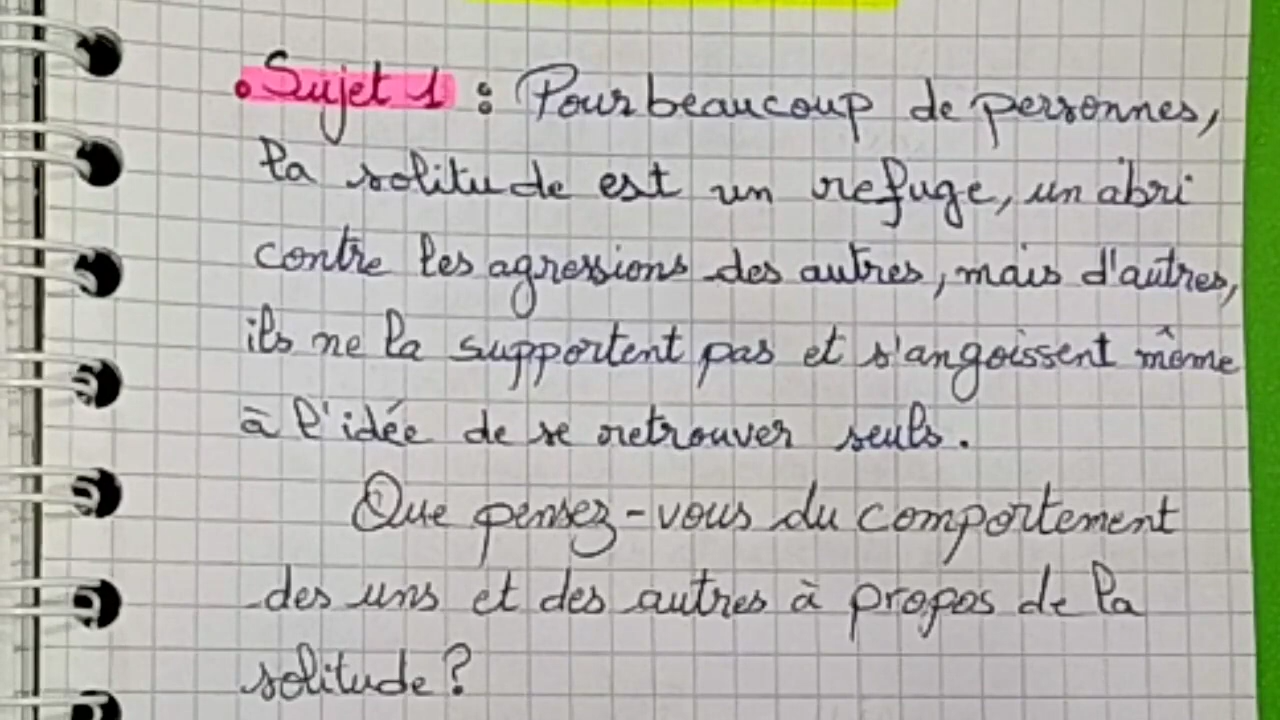 • Sujet 1 : Pour beaucoup de personnes,
la solitude est un refuge, un abri
contre les agressions des autres, mais d'autres,
ils ne la supportent pas et s'angoissent même
à l'idée de se retrouver seuls.
Que pensez-vous du comportement
des uns et des autres à propos de la
solitude ?